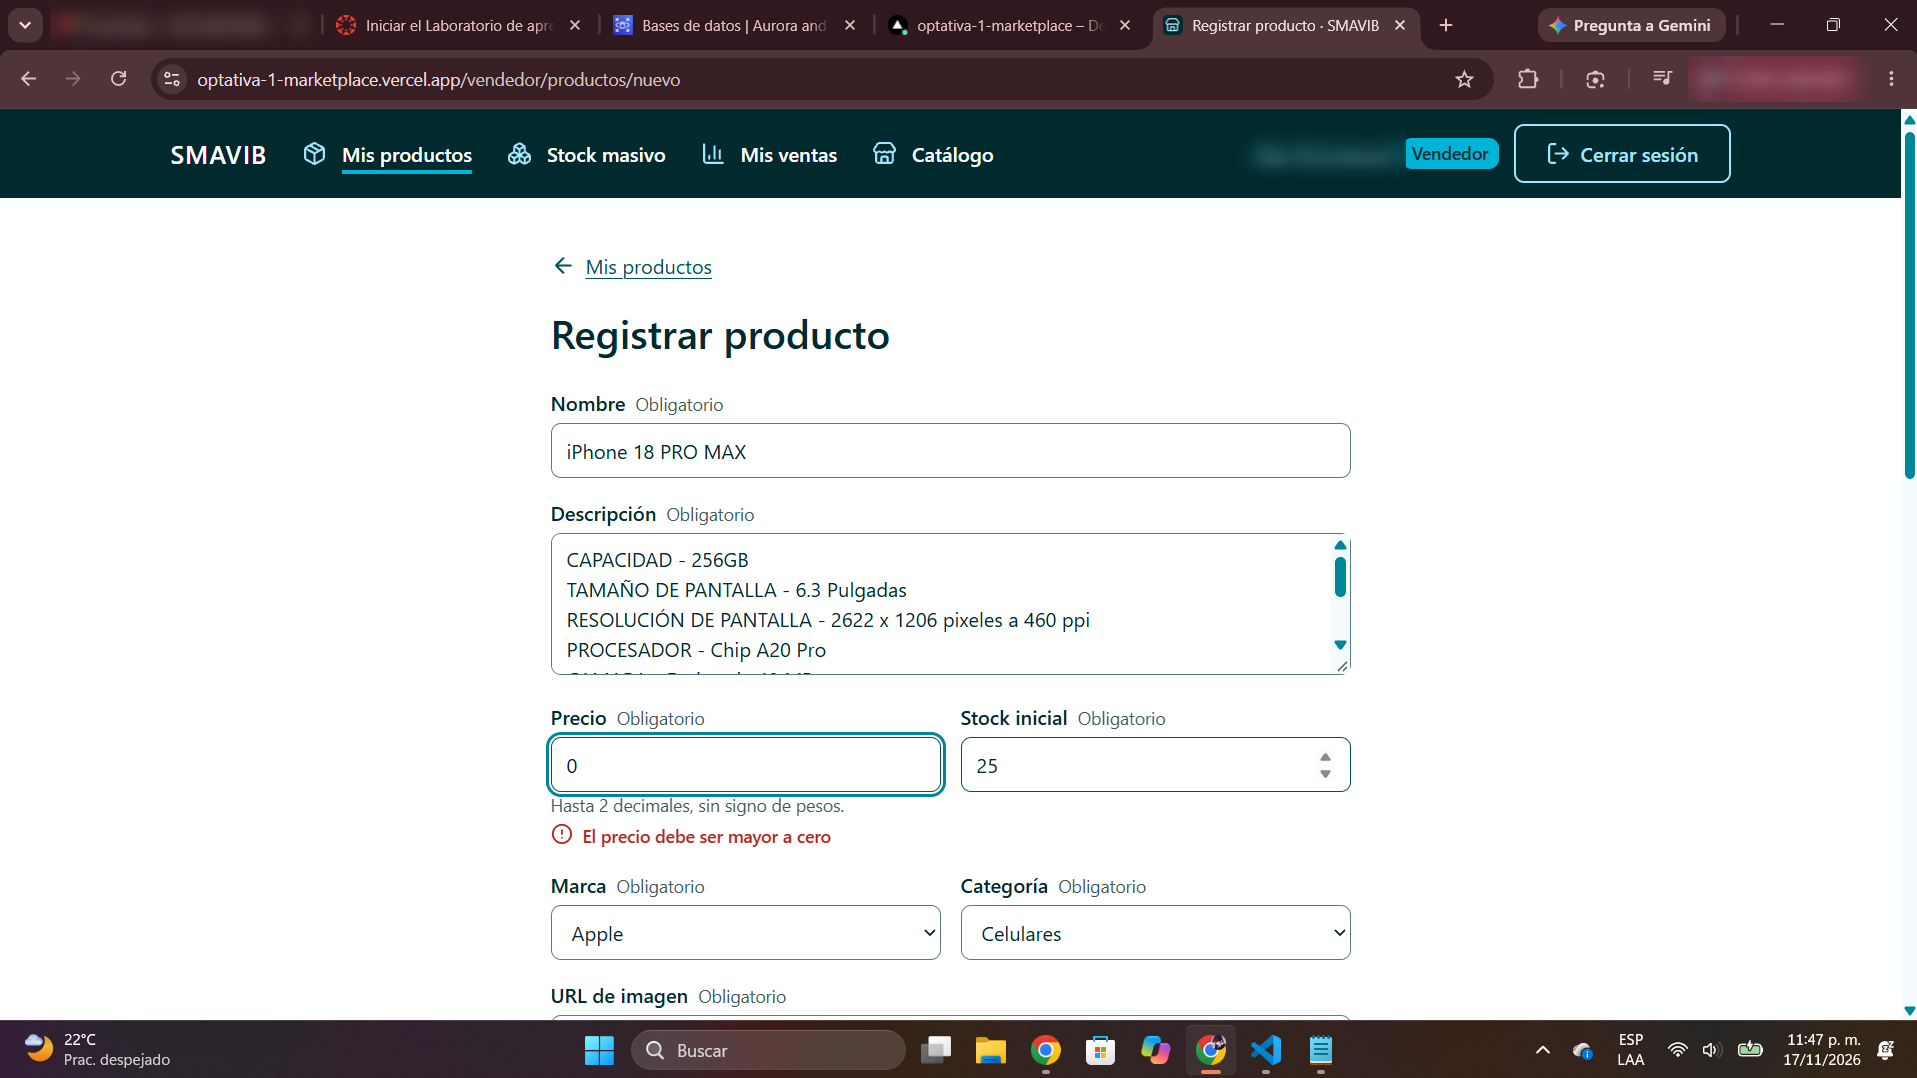 Iniciar el Laboratorio de apre
Bases de datos | Aurora and
optativa-1-marketplace – De
Registrar producto · SMAVIB
Pregunta a Gemini
optativa-1-marketplace.vercel.app/vendedor/productos/nuevo
SMAVIB
Mis productos
Stock masivo
Mis ventas
Catálogo
Vendedor
Cerrar sesión
Mis productos
Registrar producto
Nombre Obligatorio
iPhone 18 PRO MAX
Descripción Obligatorio
CAPACIDAD - 256GB
TAMAÑO DE PANTALLA - 6.3 Pulgadas
RESOLUCIÓN DE PANTALLA - 2622 x 1206 pixeles a 460 ppi
PROCESADOR - Chip A20 Pro
Precio Obligatorio
Stock inicial Obligatorio
0
25
Hasta 2 decimales, sin signo de pesos.
El precio debe ser mayor a cero
Marca Obligatorio
Categoría Obligatorio
Apple
Celulares
URL de imagen Obligatorio
22°C
Prac. despejado
Buscar
ESP
LAA
11:47 p. m.
17/11/2026